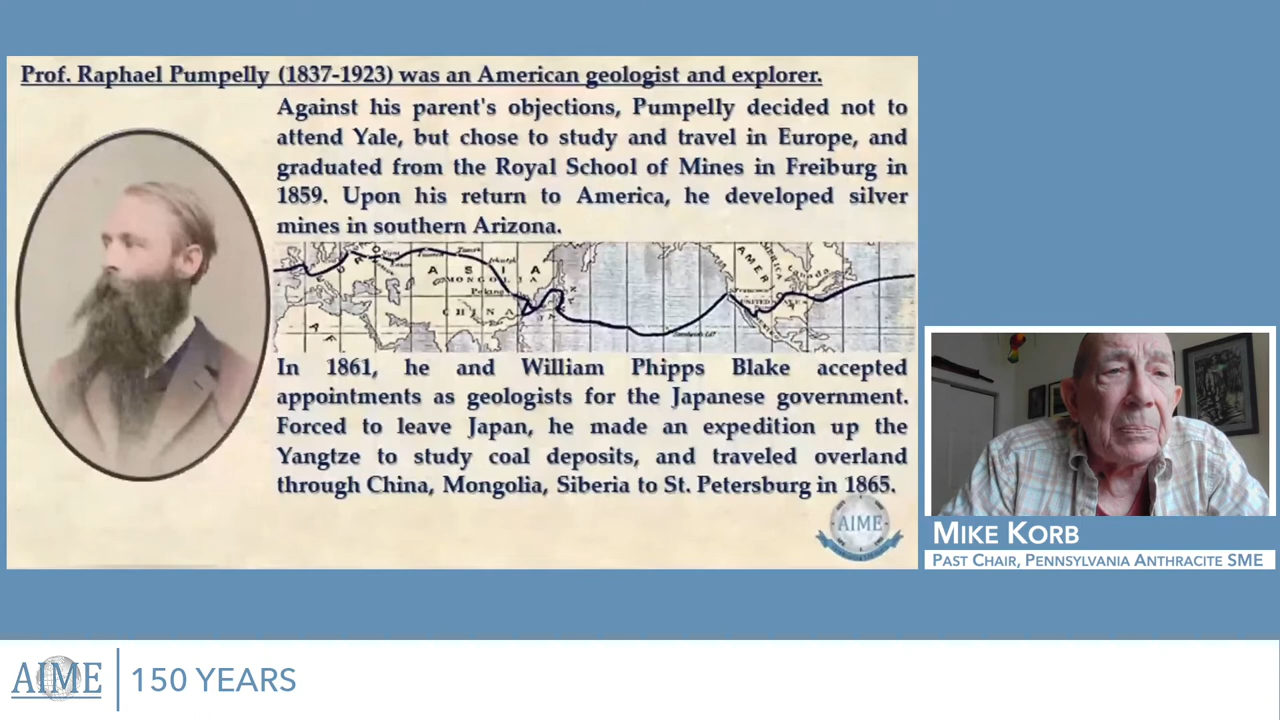 Prof. Raphael Pumpelly (1837-1923) was an American geologist and explorer.
Against his parent's objections, Pumpelly decided not to
attend Yale, but chose to study and travel in Europe, and
graduated from the Royal School of Mines in Freiburg in
1859. Upon his return to America, he developed silver
mines in southern Arizona.
A S I A
MONGOLIA
Peking
CHINA
AMERICA
Canada
UNITED
In 1861, he and William Phipps Blake accepted
appointments as geologists for the Japanese government.
Forced to leave Japan, he made an expedition up the
Yangtze to study coal deposits, and traveled overland
through China, Mongolia, Siberia to St. Petersburg in 1865.
AIME
MIKE KORB
PAST CHAIR, PENNSYLVANIA ANTHRACITE SME
AIME
150 YEARS